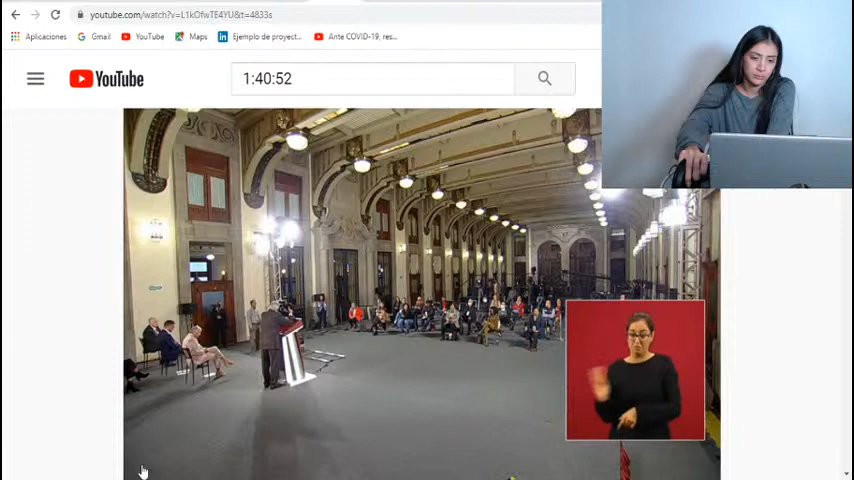 youtube.com/watch?v=L1kOfwTE4YU&t=4833s
Aplicaciones
Gmail
YouTube
Maps
Ejemplo de proyect...
Ante COVID-19, res...
YouTube
1:40:52